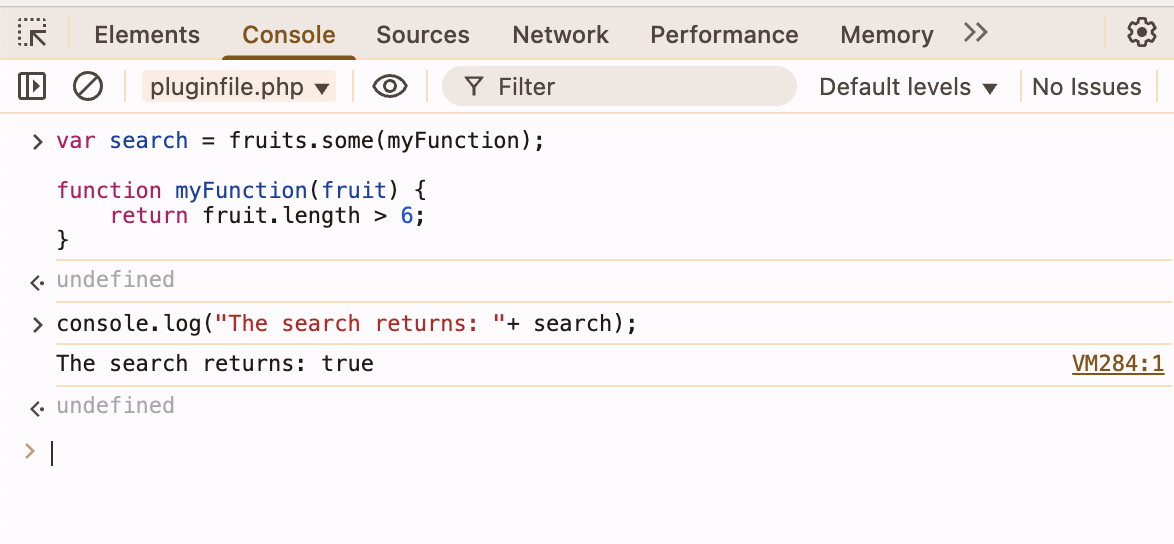 Elements Console Sources Network Performance Memory
pluginfile.php Filter Default levels No Issues
var search = fruits.some(myFunction);
function myFunction(fruit) {
    return fruit.length > 6;
}
undefined
console.log("The search returns: "+ search);
The search returns: true VM284:1
undefined